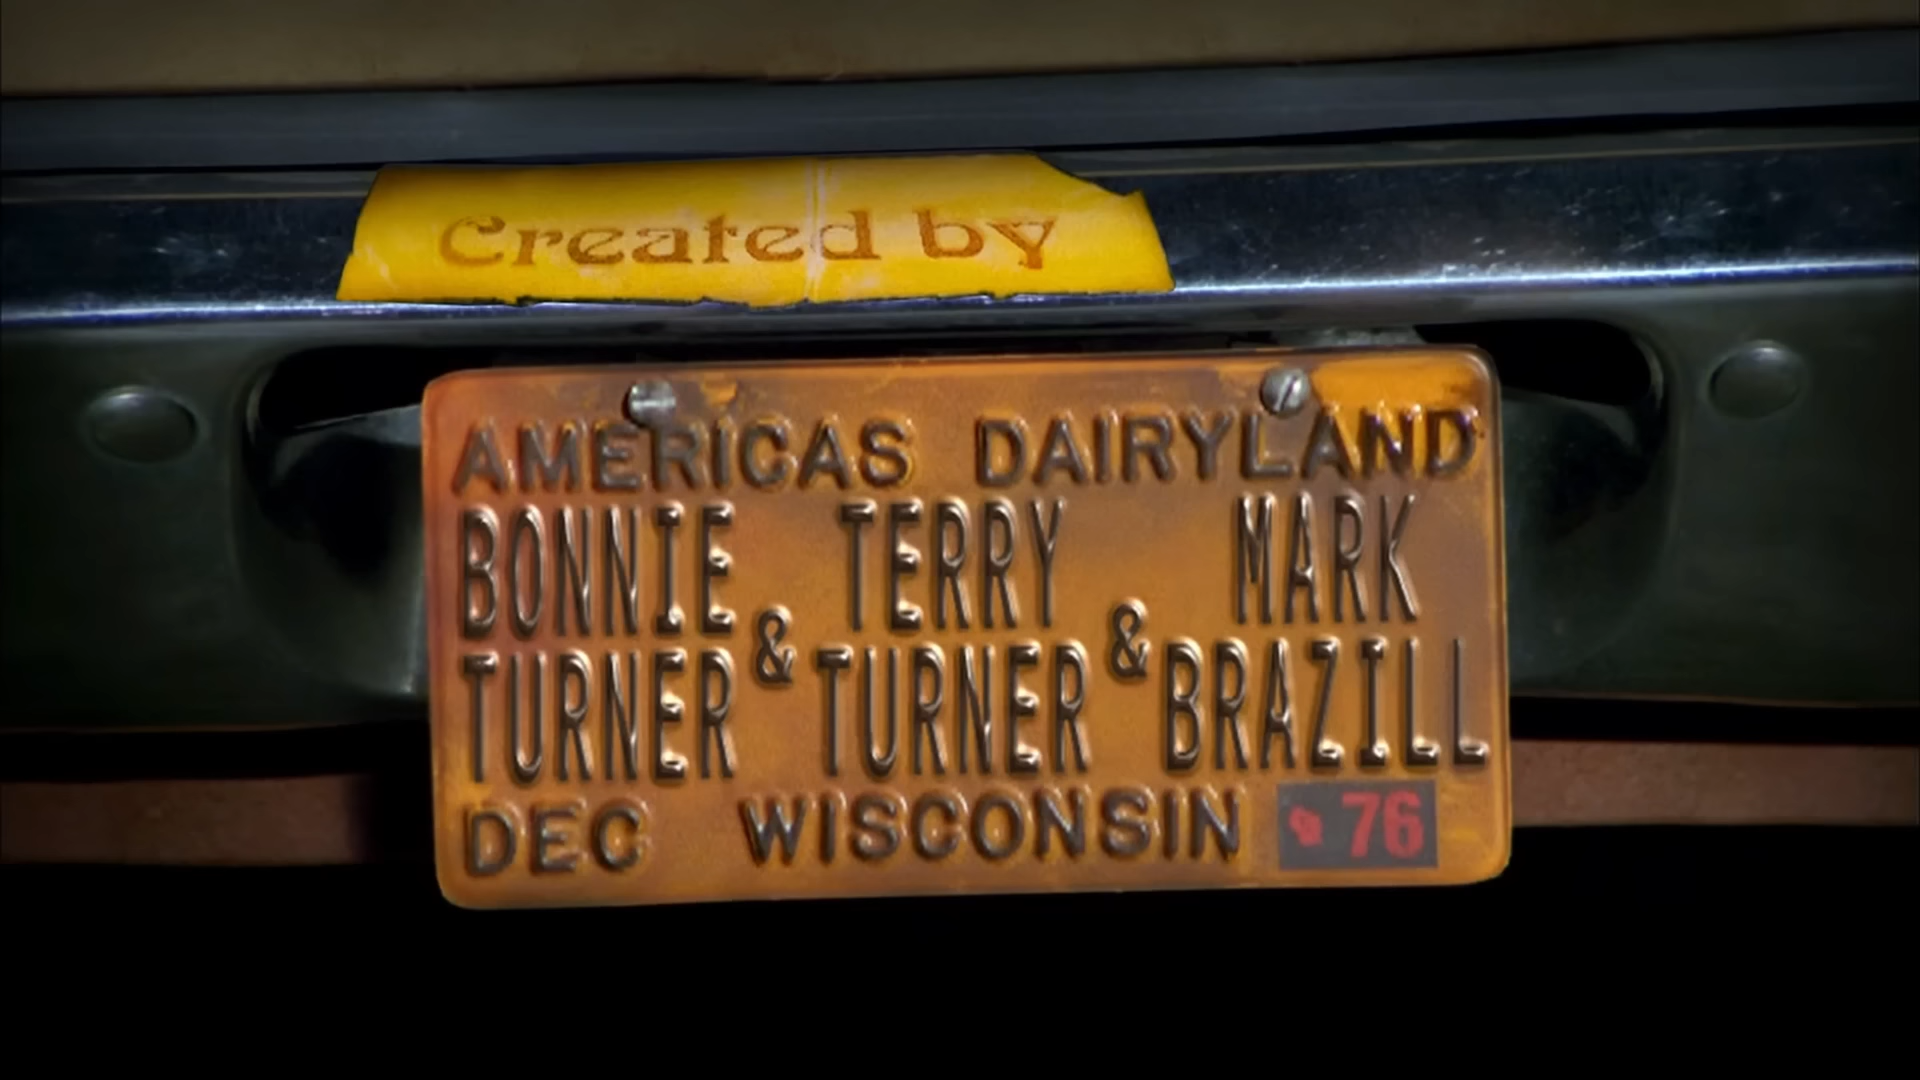 Created by
AMERICAS DAIRYLAND
BONNIE TERRY MARK
& &
TURNER TURNER BRAZILL
DEC WISCONSIN 76